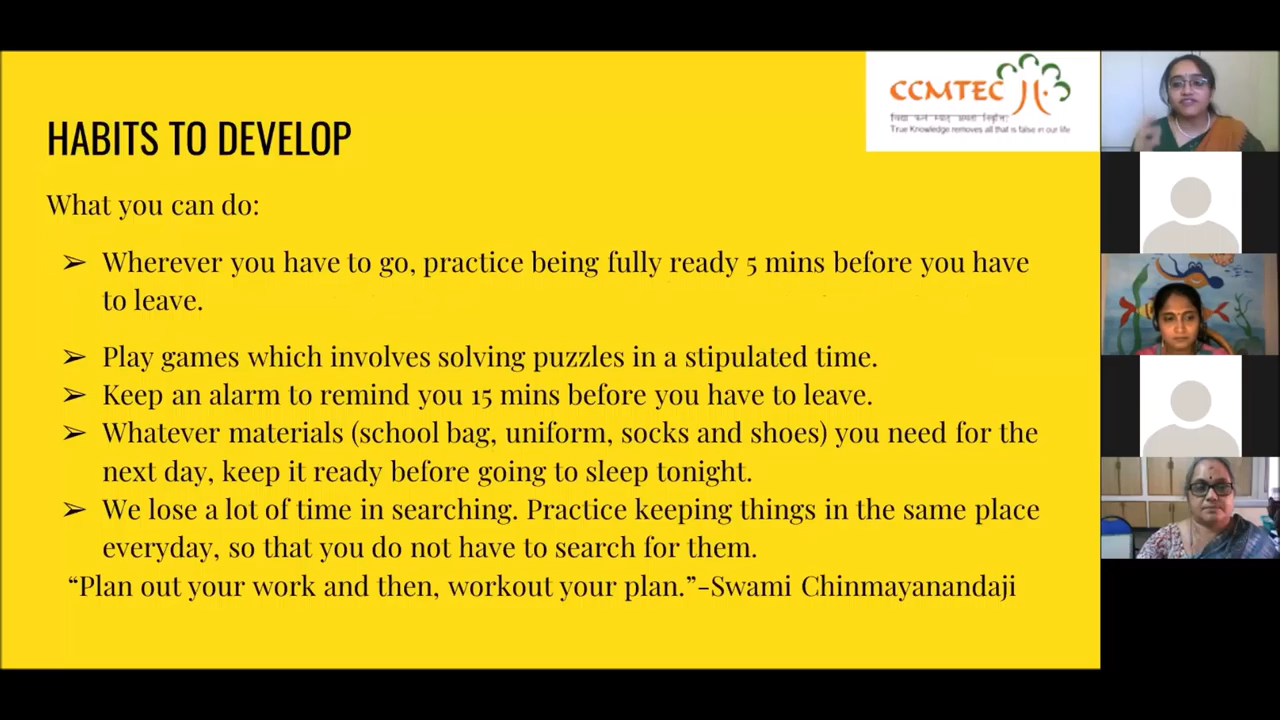 CCMTEC
True Knowledge removes all that is false in our life
HABITS TO DEVELOP
What you can do:
➢ Wherever you have to go, practice being fully ready 5 mins before you have
to leave.
➢ Play games which involves solving puzzles in a stipulated time.
➢ Keep an alarm to remind you 15 mins before you have to leave.
➢ Whatever materials (school bag, uniform, socks and shoes) you need for the
next day, keep it ready before going to sleep tonight.
➢ We lose a lot of time in searching. Practice keeping things in the same place
everyday, so that you do not have to search for them.
“Plan out your work and then, workout your plan.”-Swami Chinmayanandaji